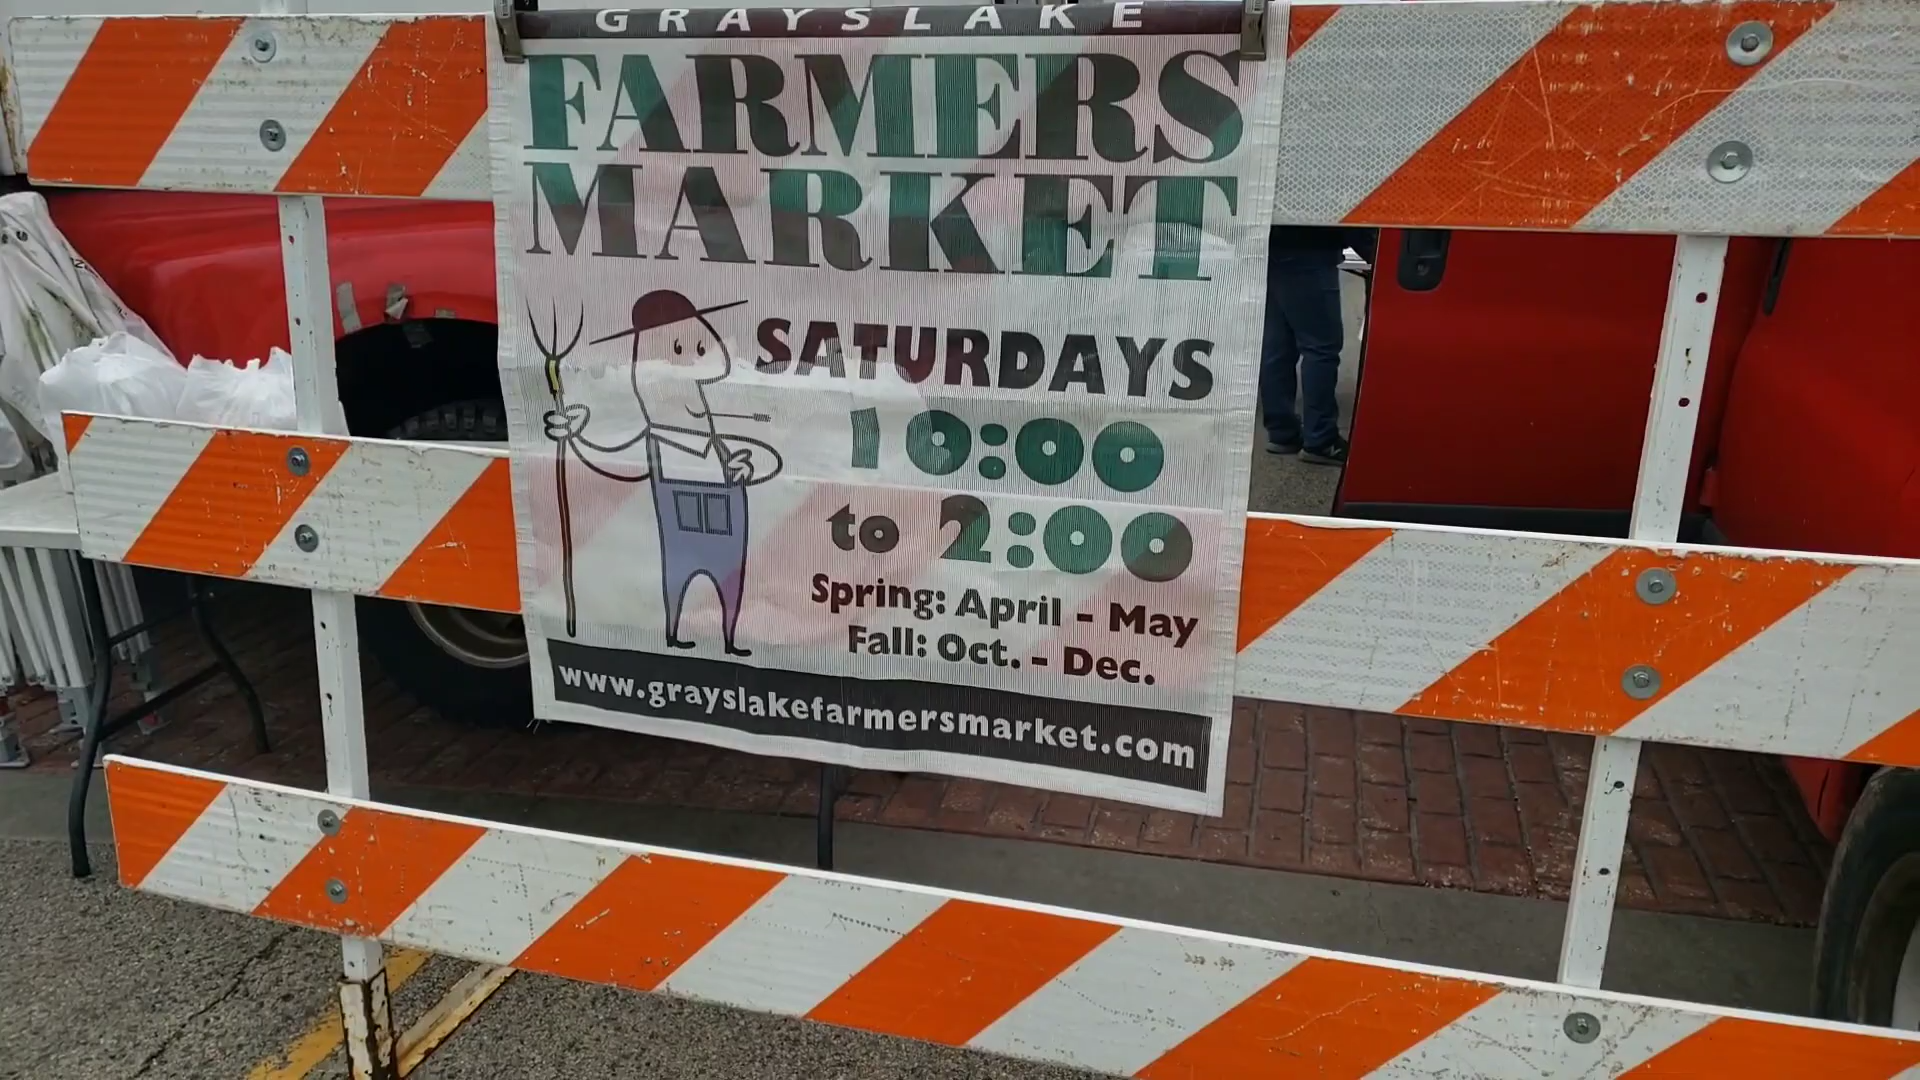 GRAYSLAKE
FARMERS
MARKET
SATURDAYS
10:00
to 2:00
Spring: April - May
Fall: Oct. - Dec.
www.grayslakefarmersmarket.com